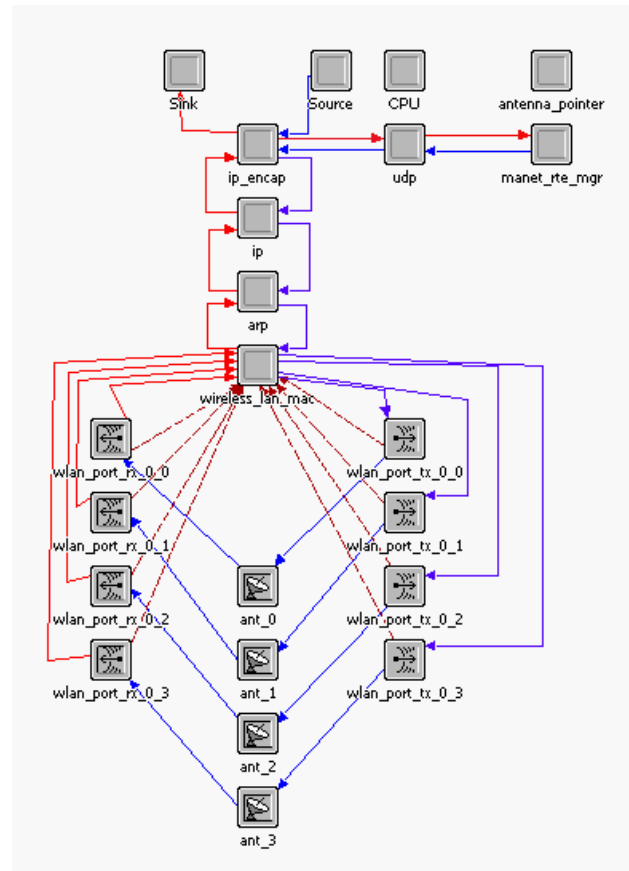 Sink
Source
CPU
antenna_pointer
ip_encap
udp
manet_rte_mgr
ip
arp
wireless_lan_mac
wlan_port_rx_0_0
wlan_port_tx_0_0
wlan_port_rx_0_1
wlan_port_tx_0_1
ant_0
wlan_port_rx_0_2
wlan_port_tx_0_2
ant_1
wlan_port_rx_0_3
wlan_port_tx_0_3
ant_2
ant_3